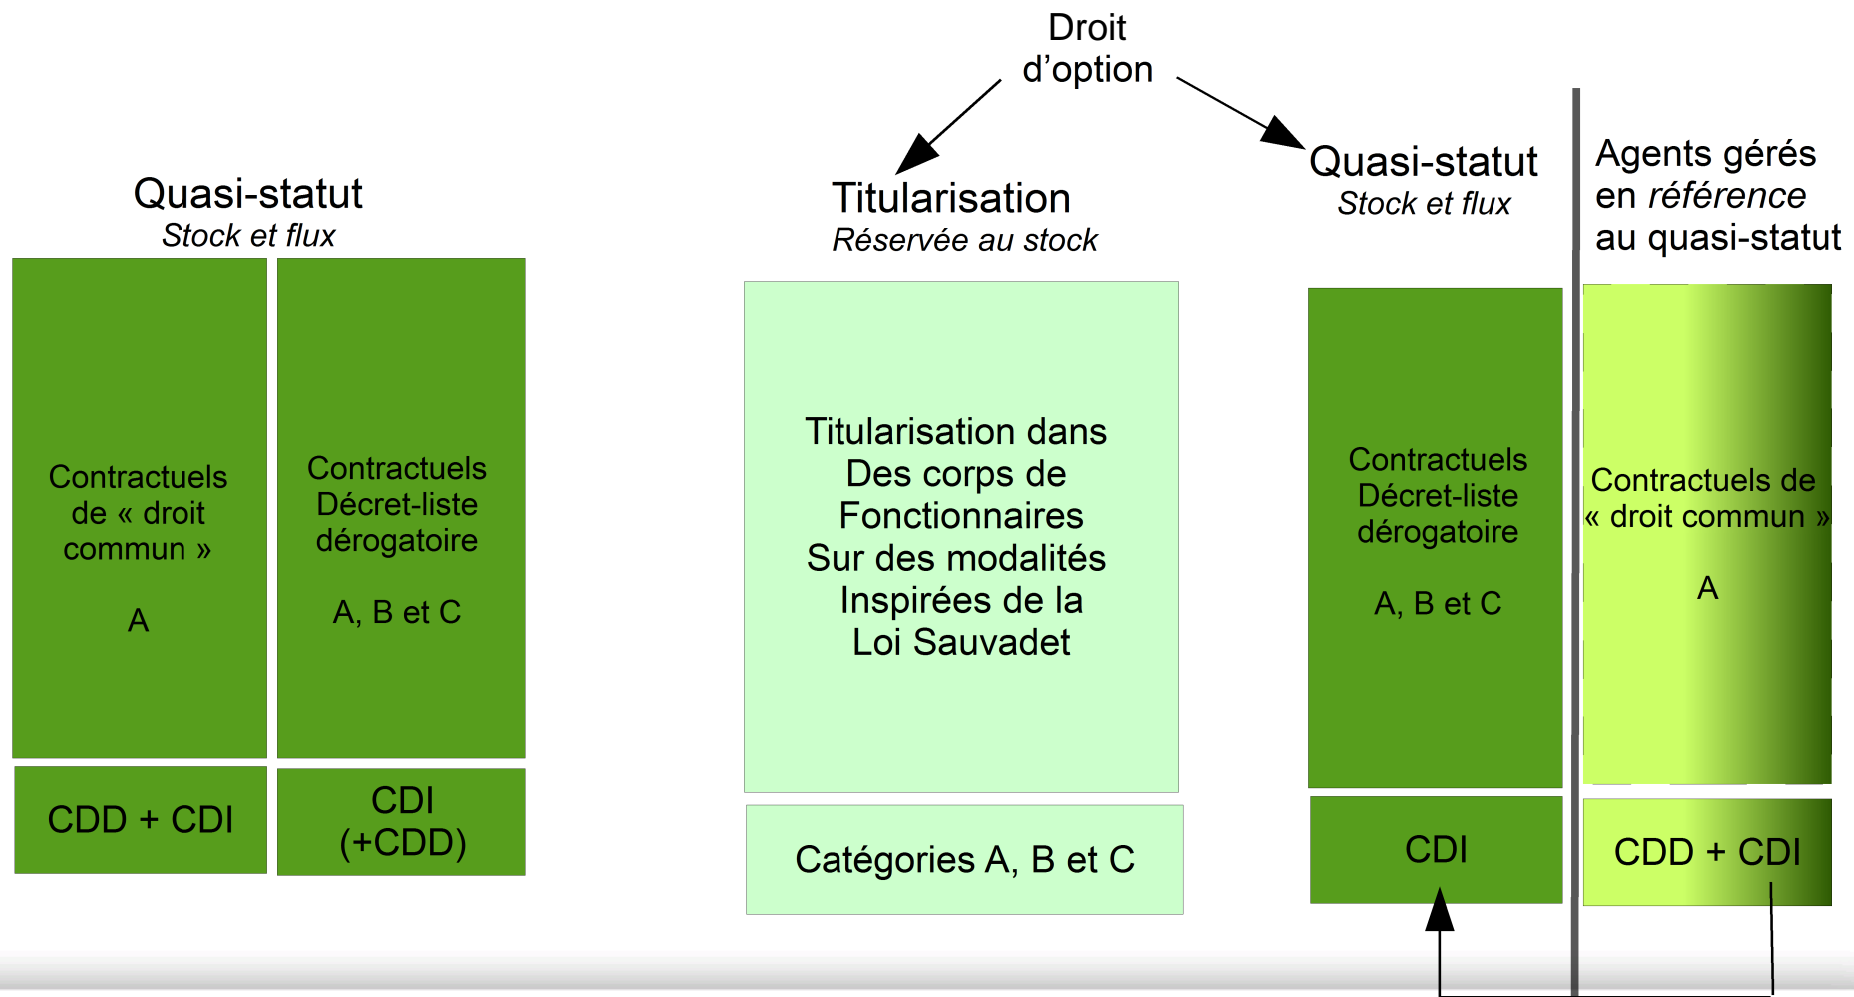 Droit
d’option
Quasi-statut
Stock et flux
Contractuels
de « droit
commun »
A
CDD + CDI
Contractuels
Décret-liste
dérogatoire
A, B et C
CDI
(+CDD)
Titularisation
Réservée au stock
Titularisation dans
Des corps de
Fonctionnaires
Sur des modalités
Inspirées de la
Loi Sauvadet
Catégories A, B et C
Quasi-statut
Stock et flux
Contractuels
Décret-liste
dérogatoire
A, B et C
CDI
Agents gérés
en référence
au quasi-statut
Contractuels de
« droit commun »
A
CDD + CDI